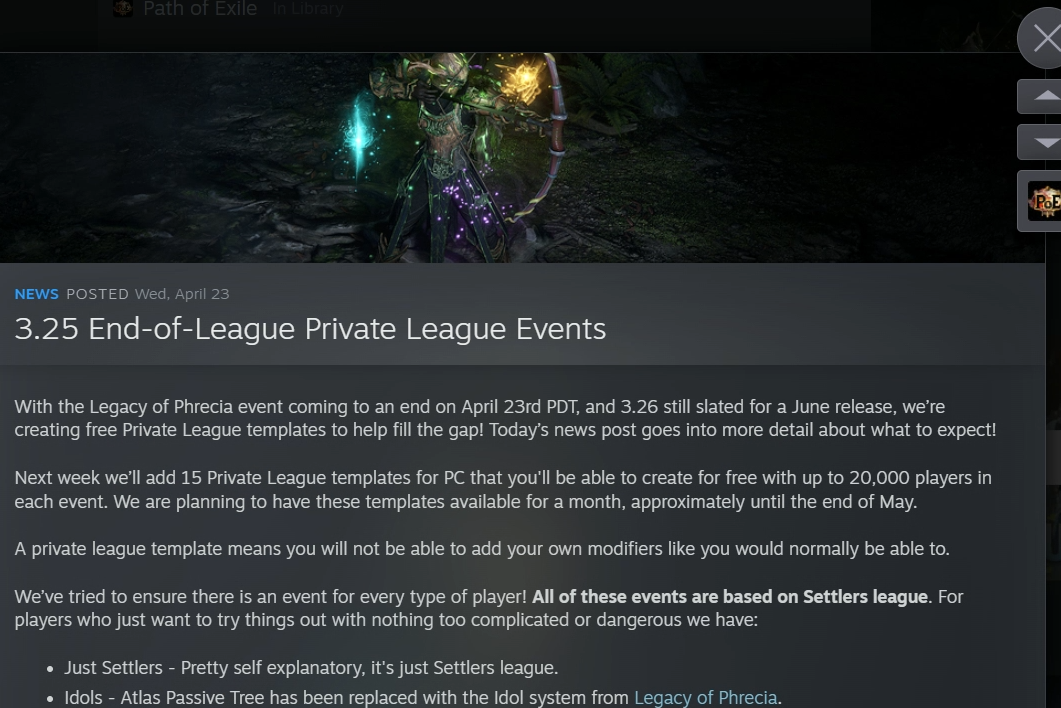 Path of Exile In Library
NEWS POSTED Wed, April 23
3.25 End-of-League Private League Events
With the Legacy of Phrecia event coming to an end on April 23rd PDT, and 3.26 still slated for a June release, we’re
creating free Private League templates to help fill the gap! Today’s news post goes into more detail about what to expect!
Next week we’ll add 15 Private League templates for PC that you’ll be able to create for free with up to 20,000 players in
each event. We are planning to have these templates available for a month, approximately until the end of May.
A private league template means you will not be able to add your own modifiers like you would normally be able to.
We’ve tried to ensure there is an event for every type of player! All of these events are based on Settlers league. For
players who just want to try things out with nothing too complicated or dangerous we have:
• Just Settlers - Pretty self explanatory, it's just Settlers league.
• Idols - Atlas Passive Tree has been replaced with the Idol system from Legacy of Phrecia.
PoE